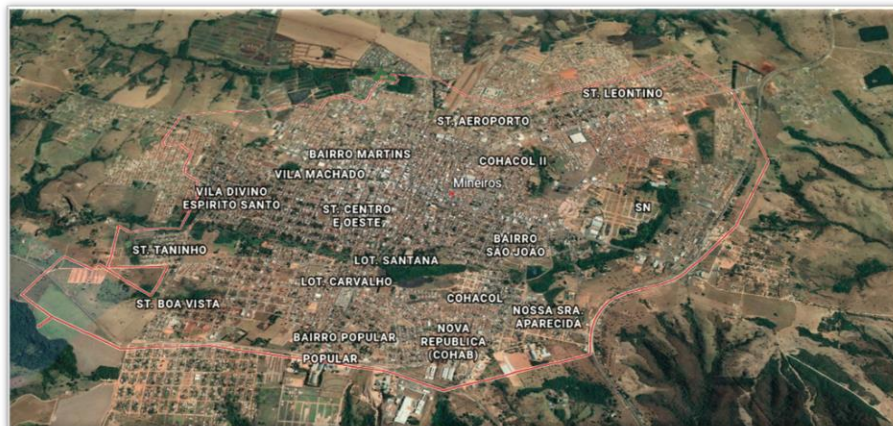 ST. LEONTINO
ST. AEROPORTO
BAIRRO MARTINS
COHACOL II
VILA MACHADO
Mineiros
VILA DIVINO
ESPIRITO SANTO
ST. CENTRO
E OESTE
SN
ST. TANINHO
BAIRRO
SÃO JOÃO
LOT. SANTANA
LOT. CARVALHO
ST. BOA VISTA
COHACOL
NOSSA SRA.
APARECIDA
BAIRRO POPULAR
NOVA
REPUBLICA
(COHAB)
POPULAR